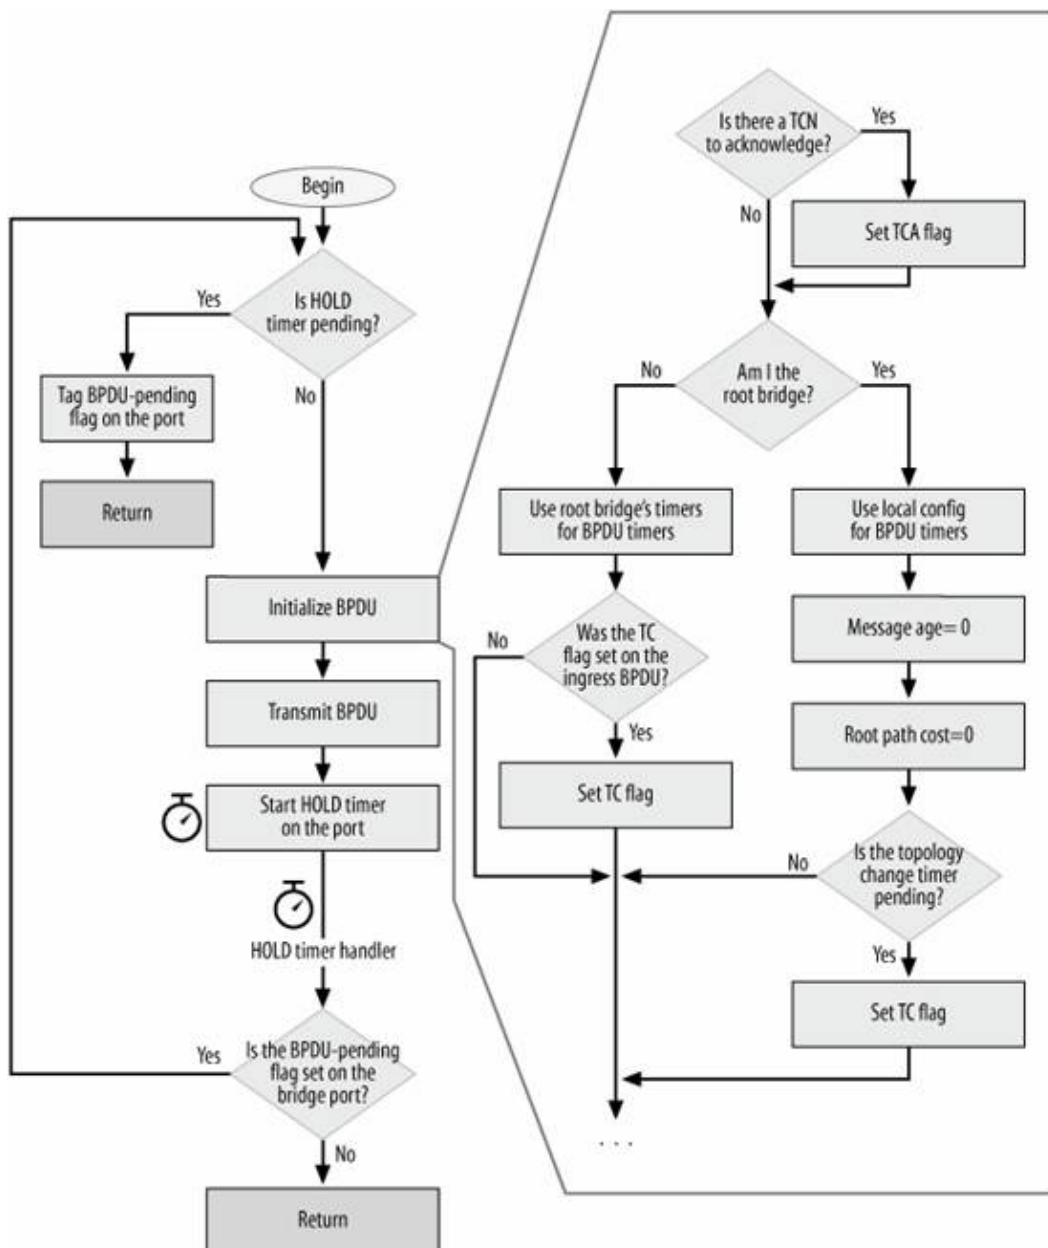 Begin
Is HOLD
timer pending?
Yes
No
Tag BPDU-pending
flag on the port
Return
Initialize BPDU
Transmit BPDU
Start HOLD timer
on the port
HOLD timer handler
Is the BPDU-pending
flag set on the
bridge port?
Yes
No
Return
Is there a TCN
to acknowledge?
Yes
No
Set TCA flag
Am I the
root bridge?
No
Yes
Use root bridge's timers
for BPDU timers
Was the TC
flag set on the
ingress BPDU?
No
Yes
Set TC flag
Use local config
for BPDU timers
Message age= 0
Root path cost=0
Is the topology
change timer
pending?
No
Yes
Set TC flag
. . .